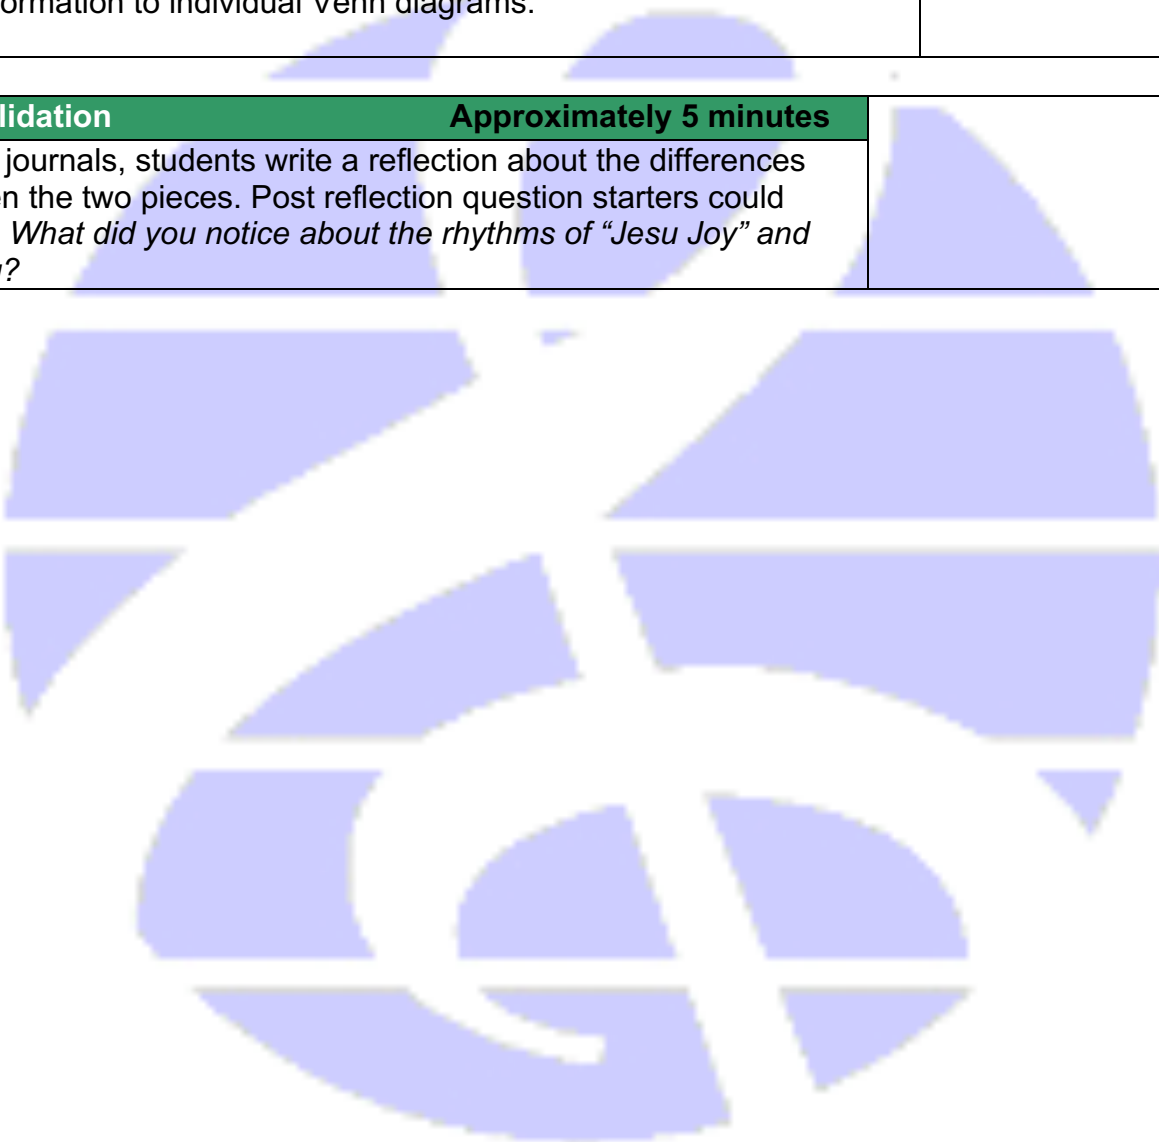 ormation to individual Venn diagrams.
lidation Approximately 5 minutes
journals, students write a reflection about the differences
n the two pieces. Post reflection question starters could
What did you notice about the rhythms of “Jesu Joy” and
?